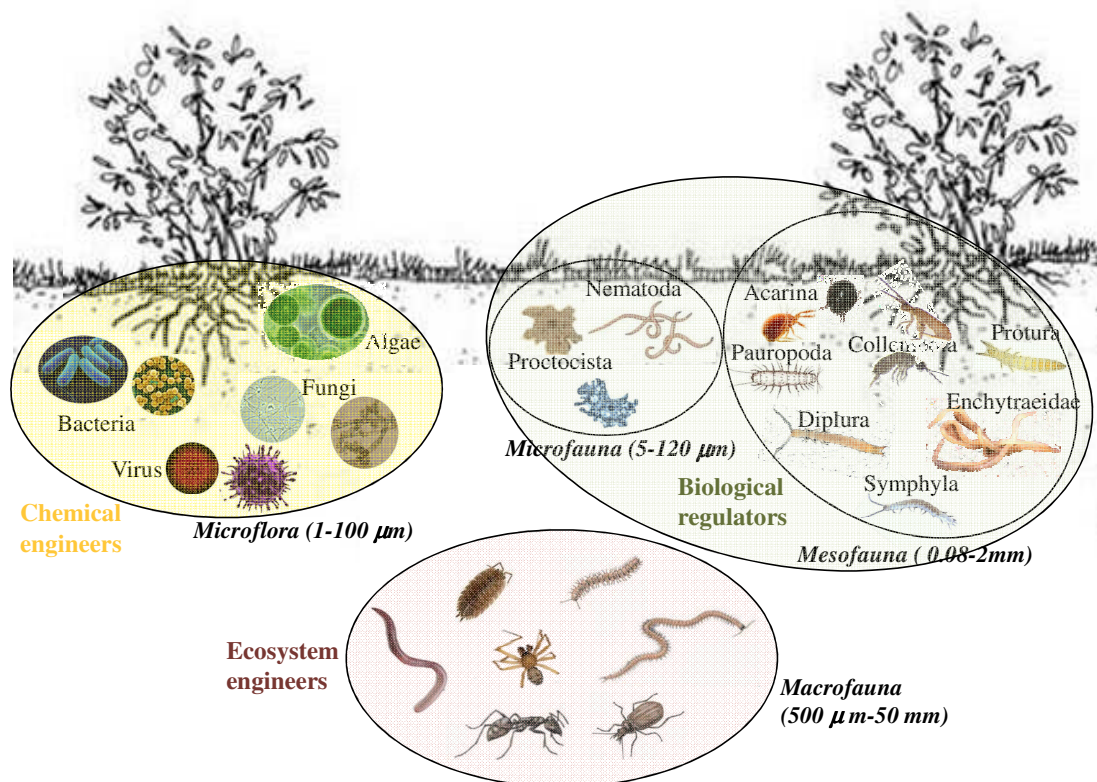 Algae
Fungi
Bacteria
Virus
Chemical
engineers
Microflora (1-100 μm)
Nematoda
Proctocista
Microfauna (5-120 μm)
Acarina
Collembola
Protura
Pauropoda
Enchytraeidae
Diplura
Symphyla
Biological
regulators
Mesofauna ( 0.08-2mm)
Ecosystem
engineers
Macrofauna
(500 μ m-50 mm)